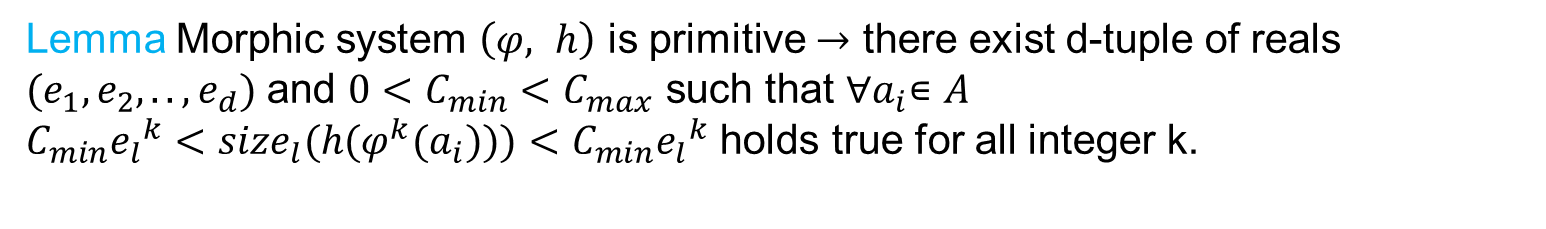 Lemma Morphic system (φ, h) is primitive → there exist d-tuple of reals
(e₁, e₂, . . , e_d) and 0 < C_min < C_max such that ∀a_i∊ A
C_min e_l^k < size_l(h(φ^k(a_i))) < C_min e_l^k holds true for all integer k.